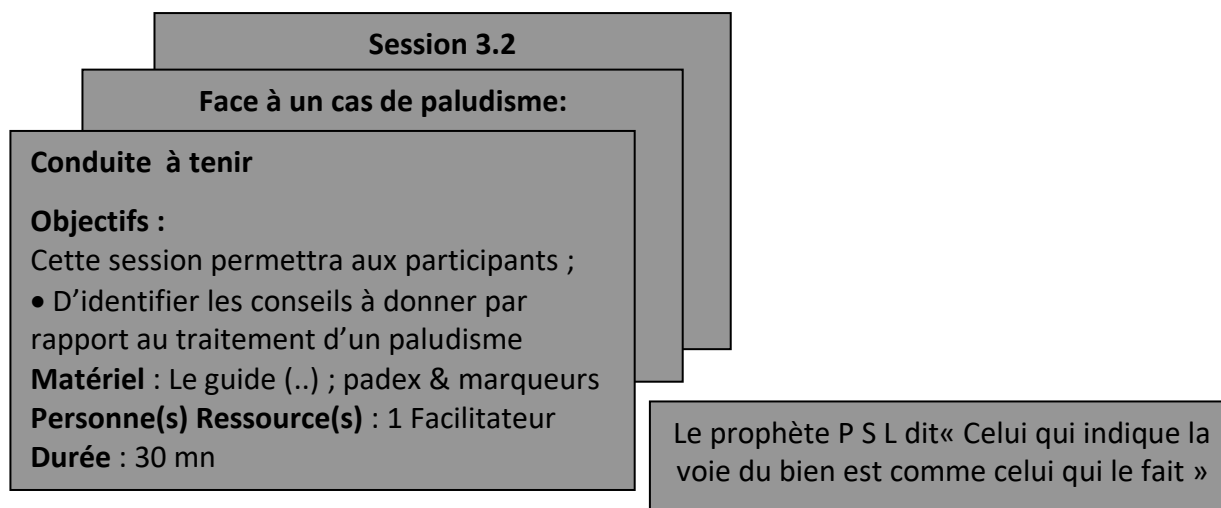 Session 3.2
Face à un cas de paludisme:
Conduite à tenir
Objectifs :
Cette session permettra aux participants ;
• D’identifier les conseils à donner par
rapport au traitement d’un paludisme
Matériel : Le guide (..) ; padex & marqueurs
Personne(s) Ressource(s) : 1 Facilitateur
Durée : 30 mn
Le prophète P S L dit« Celui qui indique la
voie du bien est comme celui qui le fait »